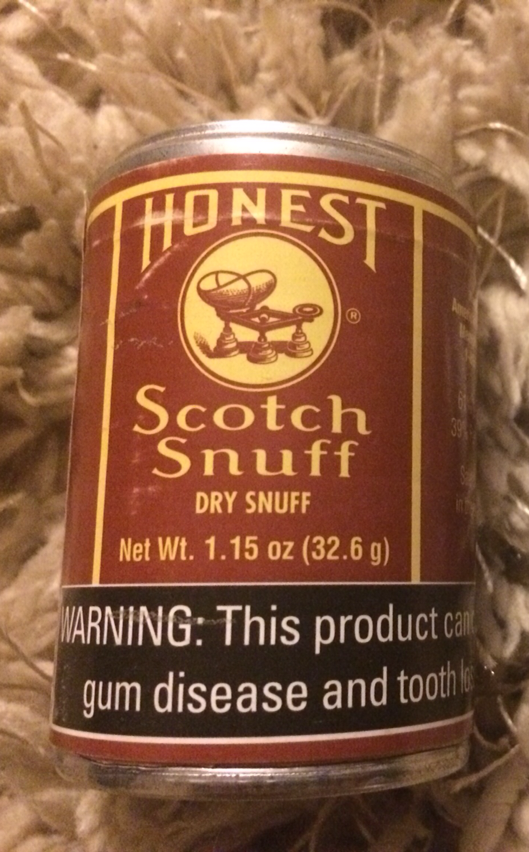 HONEST
®
Scotch
Snuff
DRY SNUFF
Net Wt. 1.15 oz (32.6 g)
WARNING: This product can
gum disease and tooth